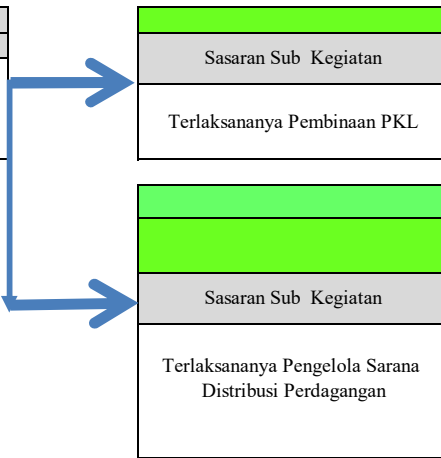 Sasaran Sub Kegiatan
Terlaksananya Pembinaan PKL
Sasaran Sub Kegiatan
Terlaksananya Pengelola Sarana
Distribusi Perdagangan